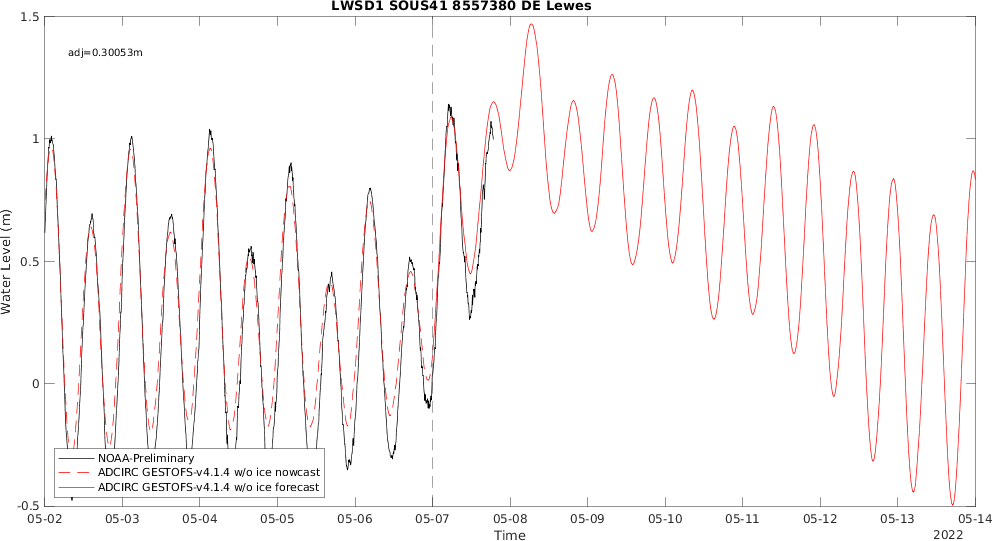 LWSD1 SOUS41 8557380 DE Lewes
1.5
adj=0.30053m
1
0.5
0
-0.5
Water Level (m)
NOAA-Preliminary
ADCIRC GESTOFS-v4.1.4 w/o ice nowcast
ADCIRC GESTOFS-v4.1.4 w/o ice forecast
05-02 05-03 05-04 05-05 05-06 05-07 05-08 05-09 05-10 05-11 05-12 05-13 05-14
Time
2022